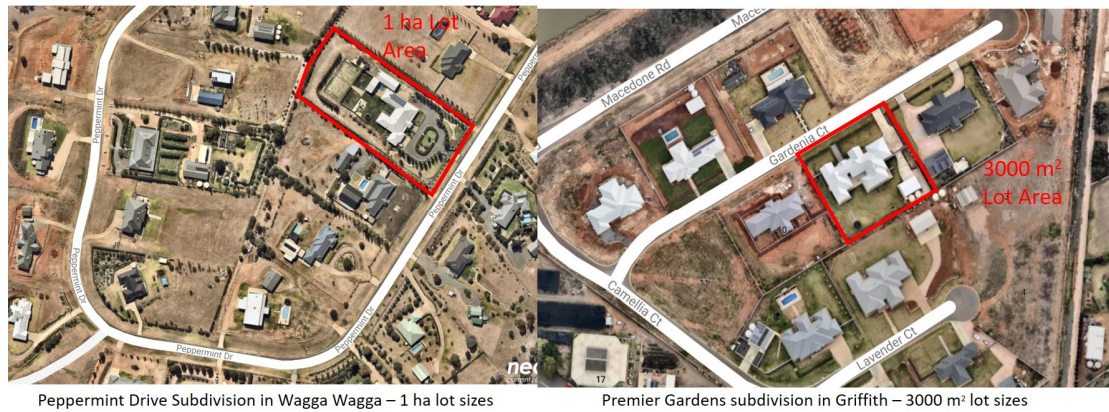 1 ha Lot
Area
Peppermint Dr
Peppermint Dr
Peppermint Dr
Peppermint Dr
Peppermint Dr
Macedone Rd
Gardenia Ct
3000 m²
Lot Area
Camellia Ct
Lavender Ct
17
Peppermint Drive Subdivision in Wagga Wagga – 1 ha lot sizes
Premier Gardens subdivision in Griffith – 3000 m² lot sizes